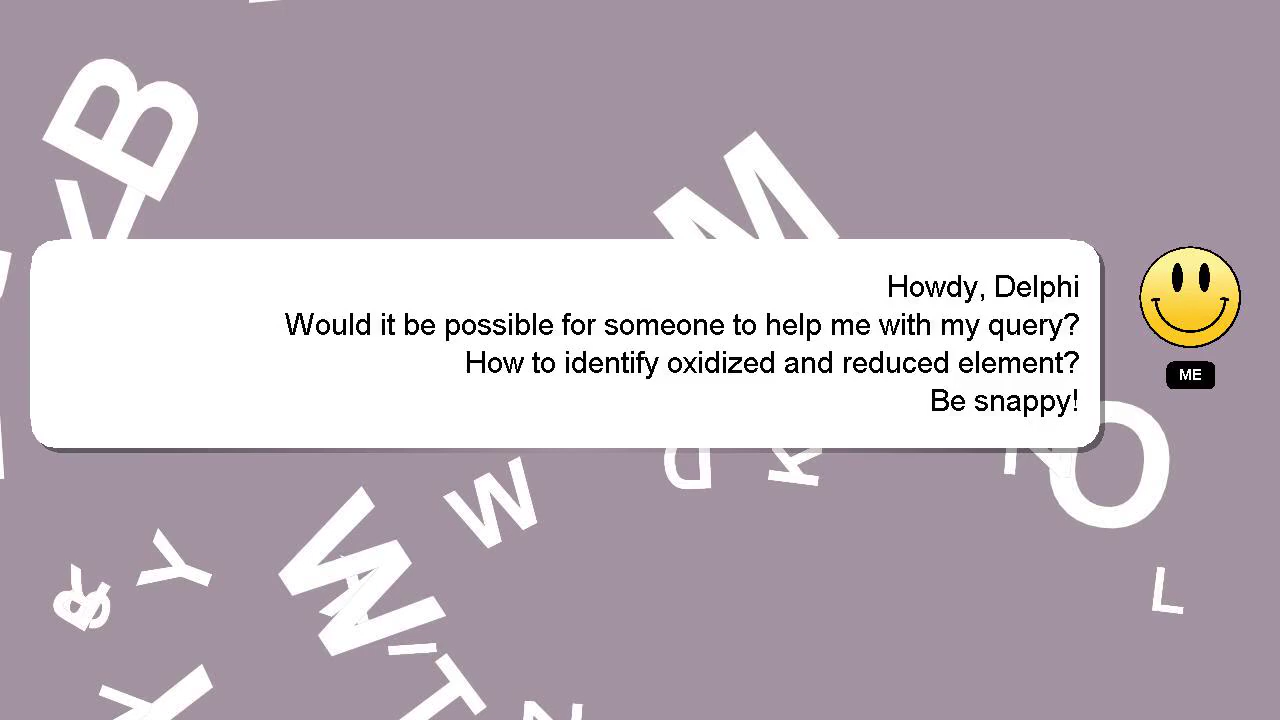 Howdy, Delphi
Would it be possible for someone to help me with my query?
How to identify oxidized and reduced element?
Be snappy!
ME
B
M
W
D
K
O
Y
W
R
L
I
T
Y
N